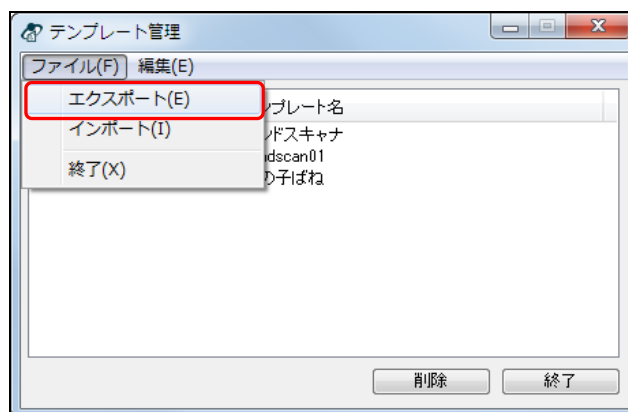 テンプレート管理
ファイル(F) 編集(E)
エクスポート(E)
ンプレート名
インポート(I)
ンドスキャナ
ndscan01
終了(X)
の子ばね
削除 終了